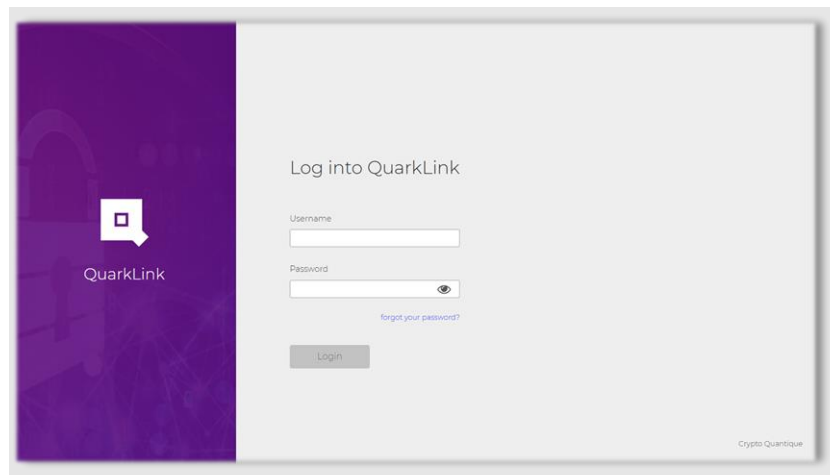 QuarkLink
Log into QuarkLink
Username
Password
forgot your password?
Login
Crypto Quantique